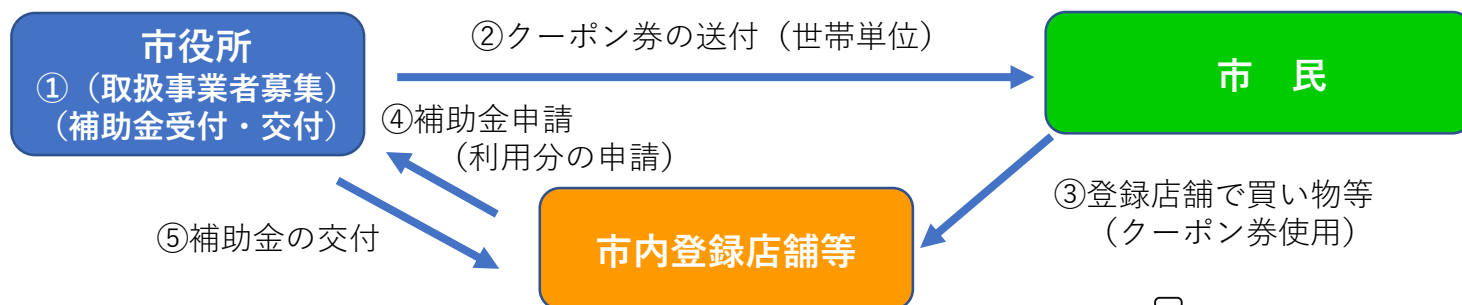 市役所
①（取扱事業者募集）
（補助金受付・交付）
②クーポン券の送付（世帯単位）
市　民
④補助金申請
（利用分の申請）
③登録店舗で買い物等
（クーポン券使用）
⑤補助金の交付
市内登録店舗等